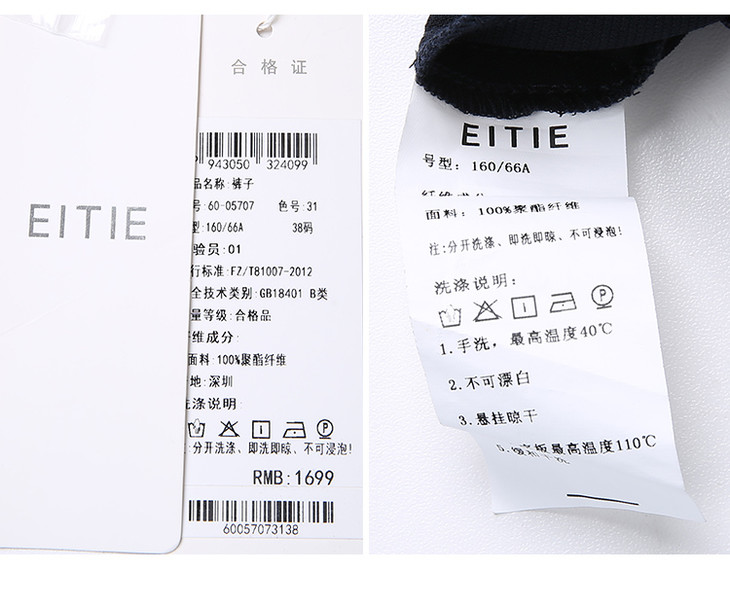 EITIE
合格证
943050 324099
品名称:裤子
号:60-05707 色号:31
型:160/66A 38码
验员:01
行标准:FZ/T81007-2012
全技术类别:GB18401 B类
量等级:合格品
维成分:
面料:100%聚酯纤维
地:深圳
洗涤说明
:分开洗涤、即洗即晾、不可浸泡!
RMB:1699
60057073138
EITIE
号型:160/66A
面料:100%聚酯纤维
注:分开洗涤、即洗即晾、不可浸泡!
洗涤说明:
1.手洗,最高温度40℃
2.不可漂白
3.悬挂晾干
底板最高温度110℃